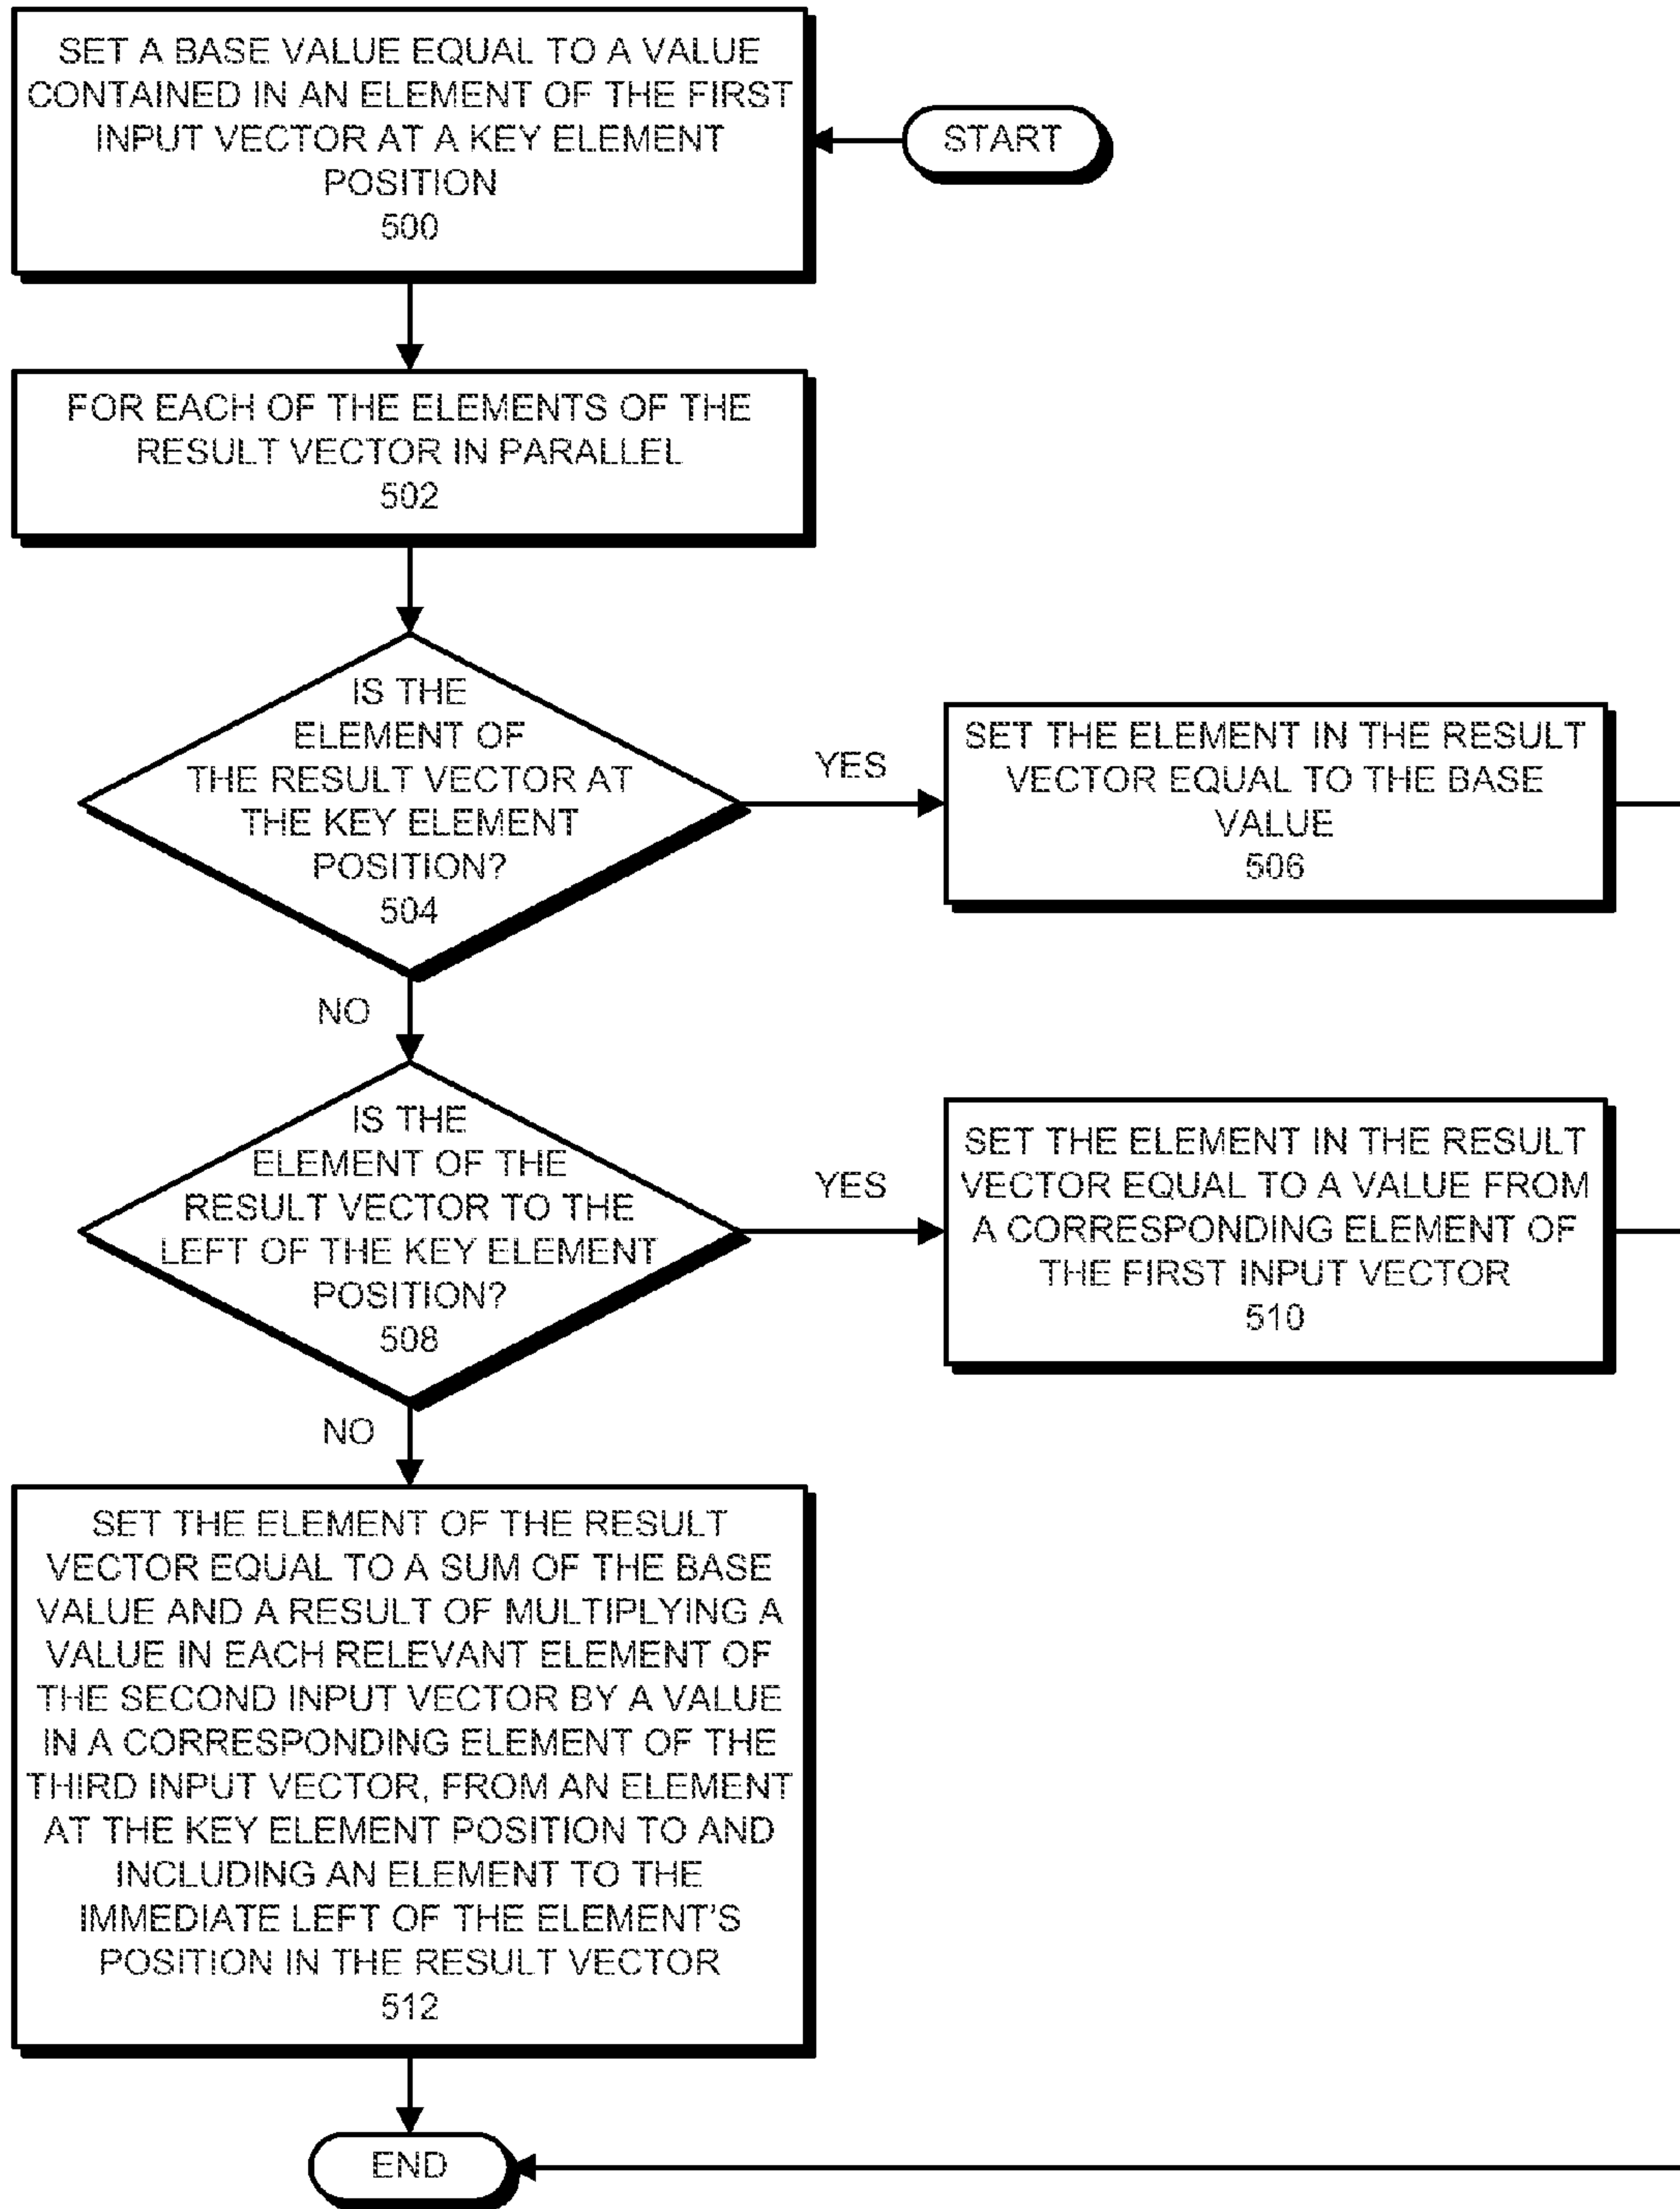 SET A BASE VALUE EQUAL TO A VALUE
CONTAINED IN AN ELEMENT OF THE FIRST
INPUT VECTOR AT A KEY ELEMENT
POSITION
500
START
FOR EACH OF THE ELEMENTS OF THE
RESULT VECTOR IN PARALLEL
502
IS THE
ELEMENT OF
THE RESULT VECTOR AT
THE KEY ELEMENT
POSITION?
504
YES
SET THE ELEMENT IN THE RESULT
VECTOR EQUAL TO THE BASE
VALUE
506
NO
IS THE
ELEMENT OF THE
RESULT VECTOR TO THE
LEFT OF THE KEY ELEMENT
POSITION?
508
YES
SET THE ELEMENT IN THE RESULT
VECTOR EQUAL TO A VALUE FROM
A CORRESPONDING ELEMENT OF
THE FIRST INPUT VECTOR
510
NO
SET THE ELEMENT OF THE RESULT
VECTOR EQUAL TO A SUM OF THE BASE
VALUE AND A RESULT OF MULTIPLYING A
VALUE IN EACH RELEVANT ELEMENT OF
THE SECOND INPUT VECTOR BY A VALUE
IN A CORRESPONDING ELEMENT OF THE
THIRD INPUT VECTOR, FROM AN ELEMENT
AT THE KEY ELEMENT POSITION TO AND
INCLUDING AN ELEMENT TO THE
IMMEDIATE LEFT OF THE ELEMENT'S
POSITION IN THE RESULT VECTOR
512
END